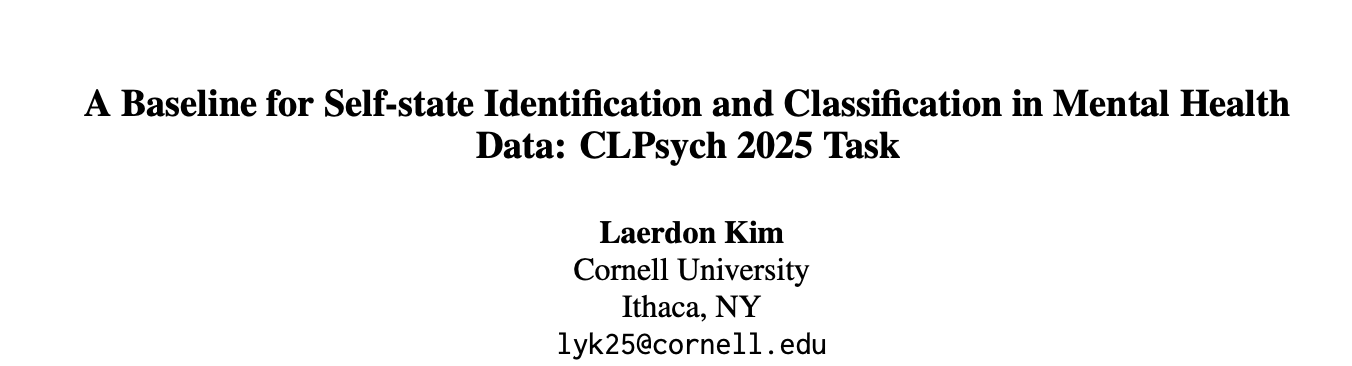 A Baseline for Self-state Identification and Classification in Mental Health
Data: CLPsych 2025 Task
Laerdon Kim
Cornell University
Ithaca, NY
lyk25@cornell.edu